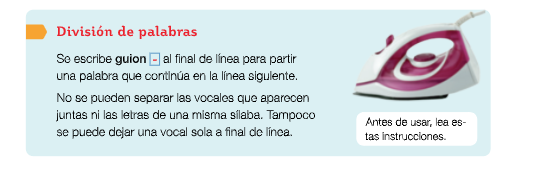 División de palabras
Se escribe guion - al final de línea para partir
una palabra que continúa en la línea siguiente.
No se pueden separar las vocales que aparecen
juntas ni las letras de una misma sílaba. Tampoco
se puede dejar una vocal sola a final de línea.
Antes de usar, lea es-
tas instrucciones.